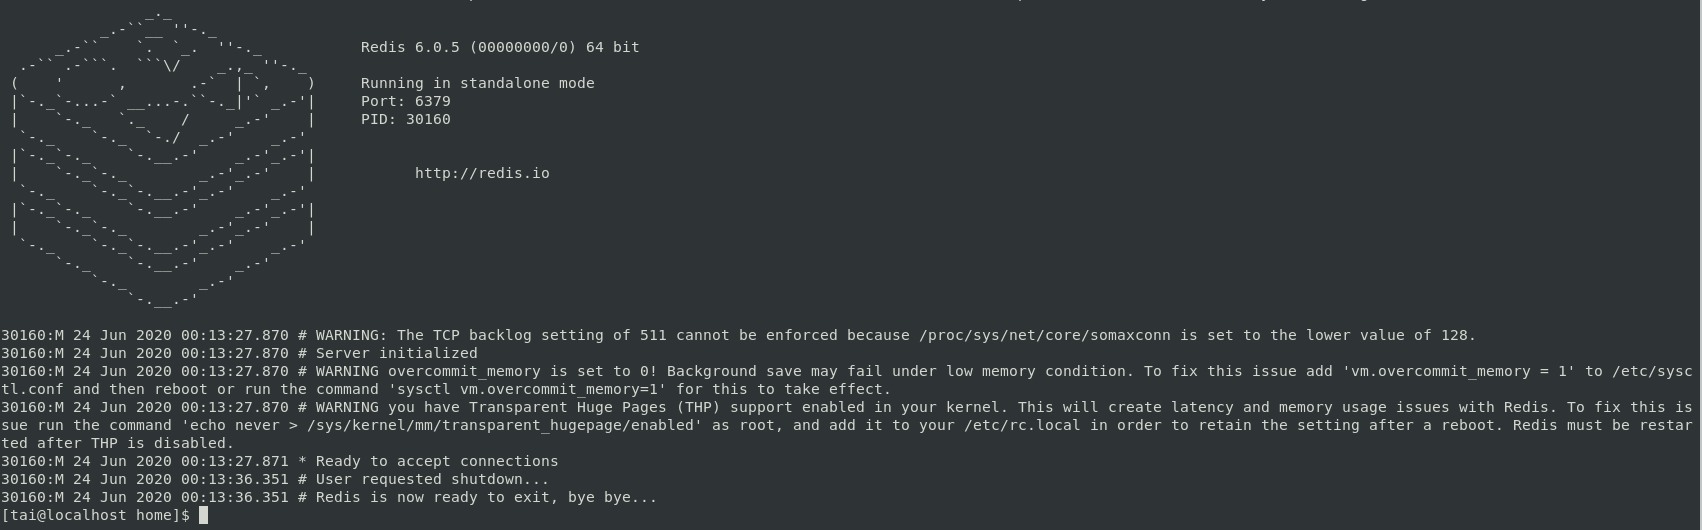 Redis 6.0.5 (00000000/0) 64 bit
Running in standalone mode
Port: 6379
PID: 30160
http://redis.io
30160:M 24 Jun 2020 00:13:27.870 # WARNING: The TCP backlog setting of 511 cannot be enforced because /proc/sys/net/core/somaxconn is set to the lower value of 128.
30160:M 24 Jun 2020 00:13:27.870 # Server initialized
30160:M 24 Jun 2020 00:13:27.870 # WARNING overcommit_memory is set to 0! Background save may fail under low memory condition. To fix this issue add 'vm.overcommit_memory = 1' to /etc/sysc
tl.conf and then reboot or run the command 'sysctl vm.overcommit_memory=1' for this to take effect.
30160:M 24 Jun 2020 00:13:27.870 # WARNING you have Transparent Huge Pages (THP) support enabled in your kernel. This will create latency and memory usage issues with Redis. To fix this is
sue run the command 'echo never > /sys/kernel/mm/transparent_hugepage/enabled' as root, and add it to your /etc/rc.local in order to retain the setting after a reboot. Redis must be restar
ted after THP is disabled.
30160:M 24 Jun 2020 00:13:27.871 * Ready to accept connections
30160:M 24 Jun 2020 00:13:36.351 # User requested shutdown...
30160:M 24 Jun 2020 00:13:36.351 # Redis is now ready to exit, bye bye...
[tai@localhost home]$